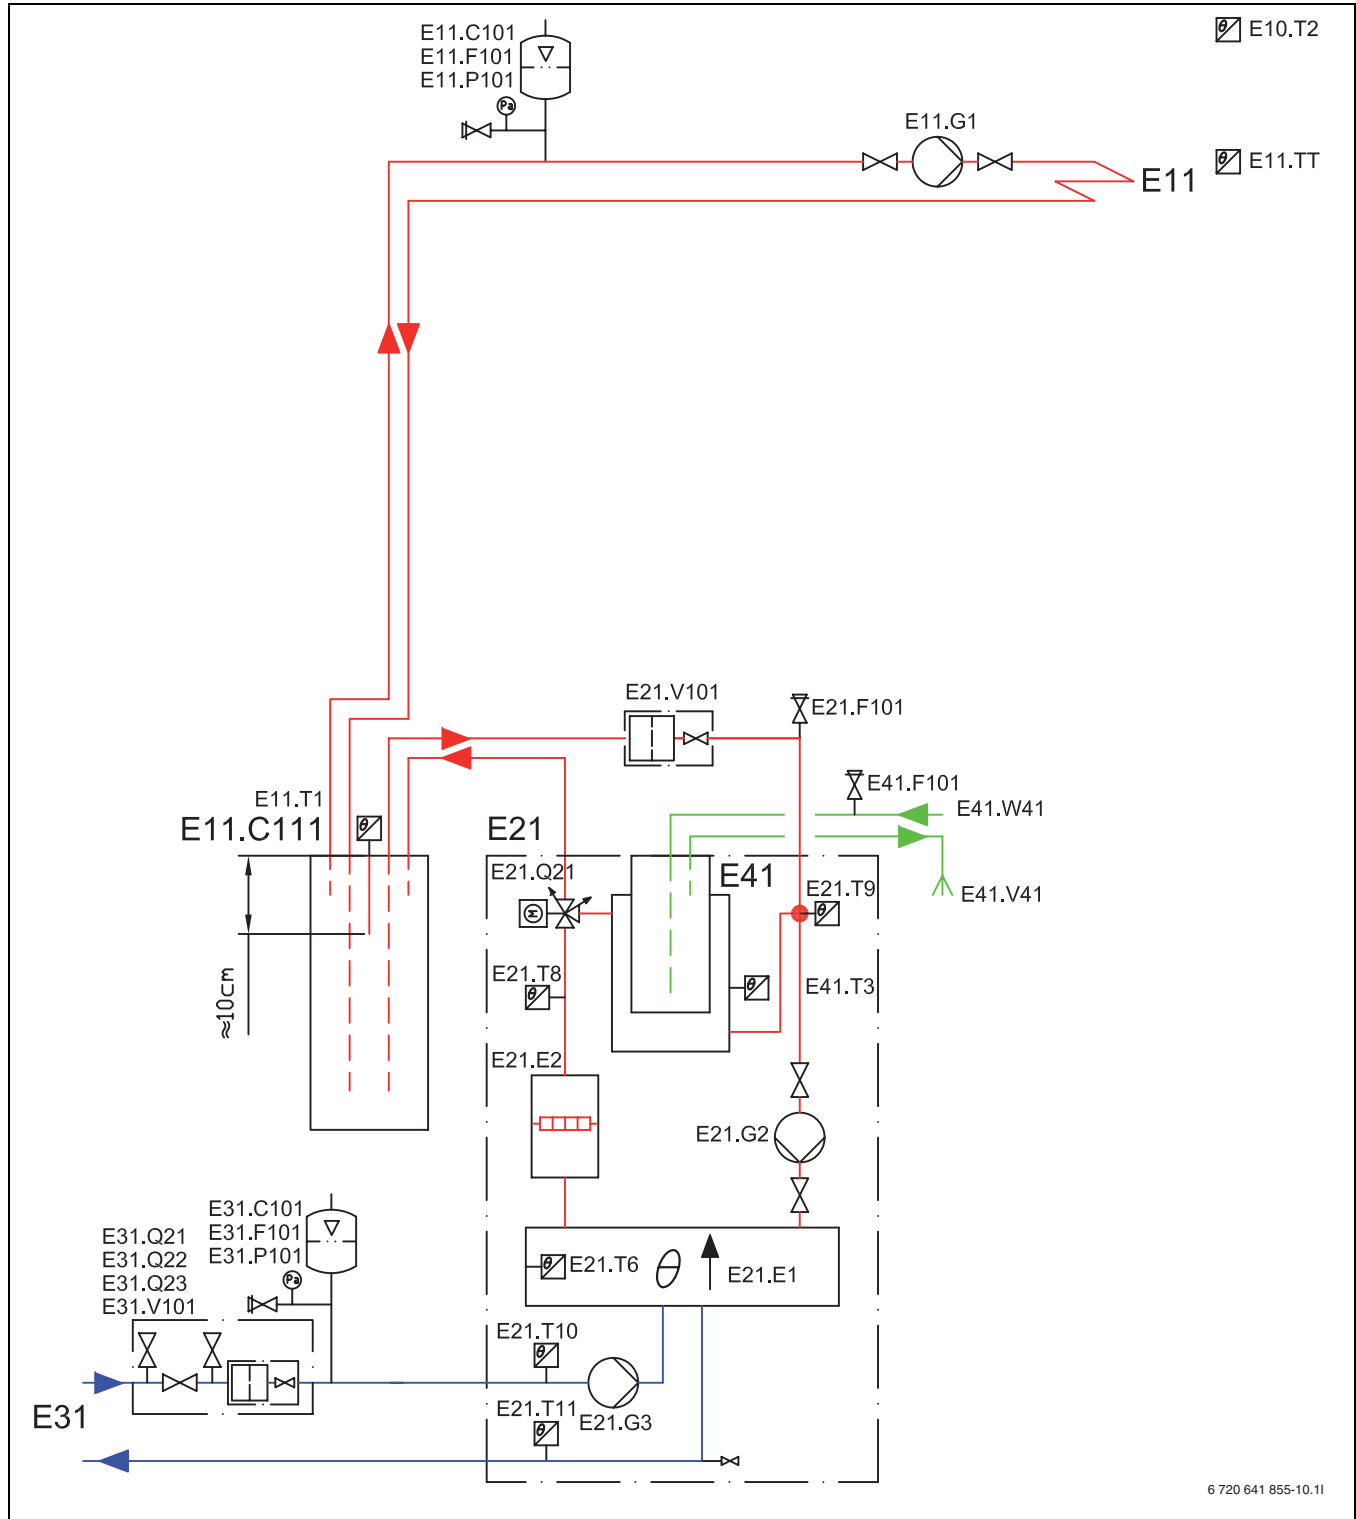 E11.C101
E11.F101
E11.P101
Pa
E11.G1
E10.T2
E11.TT
E11
E21.V101
E21.F101
E41.F101
E41.W41
E41.V41
E11.T1
E11.C111
E21
E21.Q21
M
E41
E21.T9
≈10cm
E21.T8
E41.T3
E21.E2
E21.G2
E31.C101
E31.F101
E31.P101
Pa
E31.Q21
E31.Q22
E31.Q23
E31.V101
E21.T6
E21.E1
E21.T10
E21.G3
E21.T11
E31
6 720 641 855-10.1I